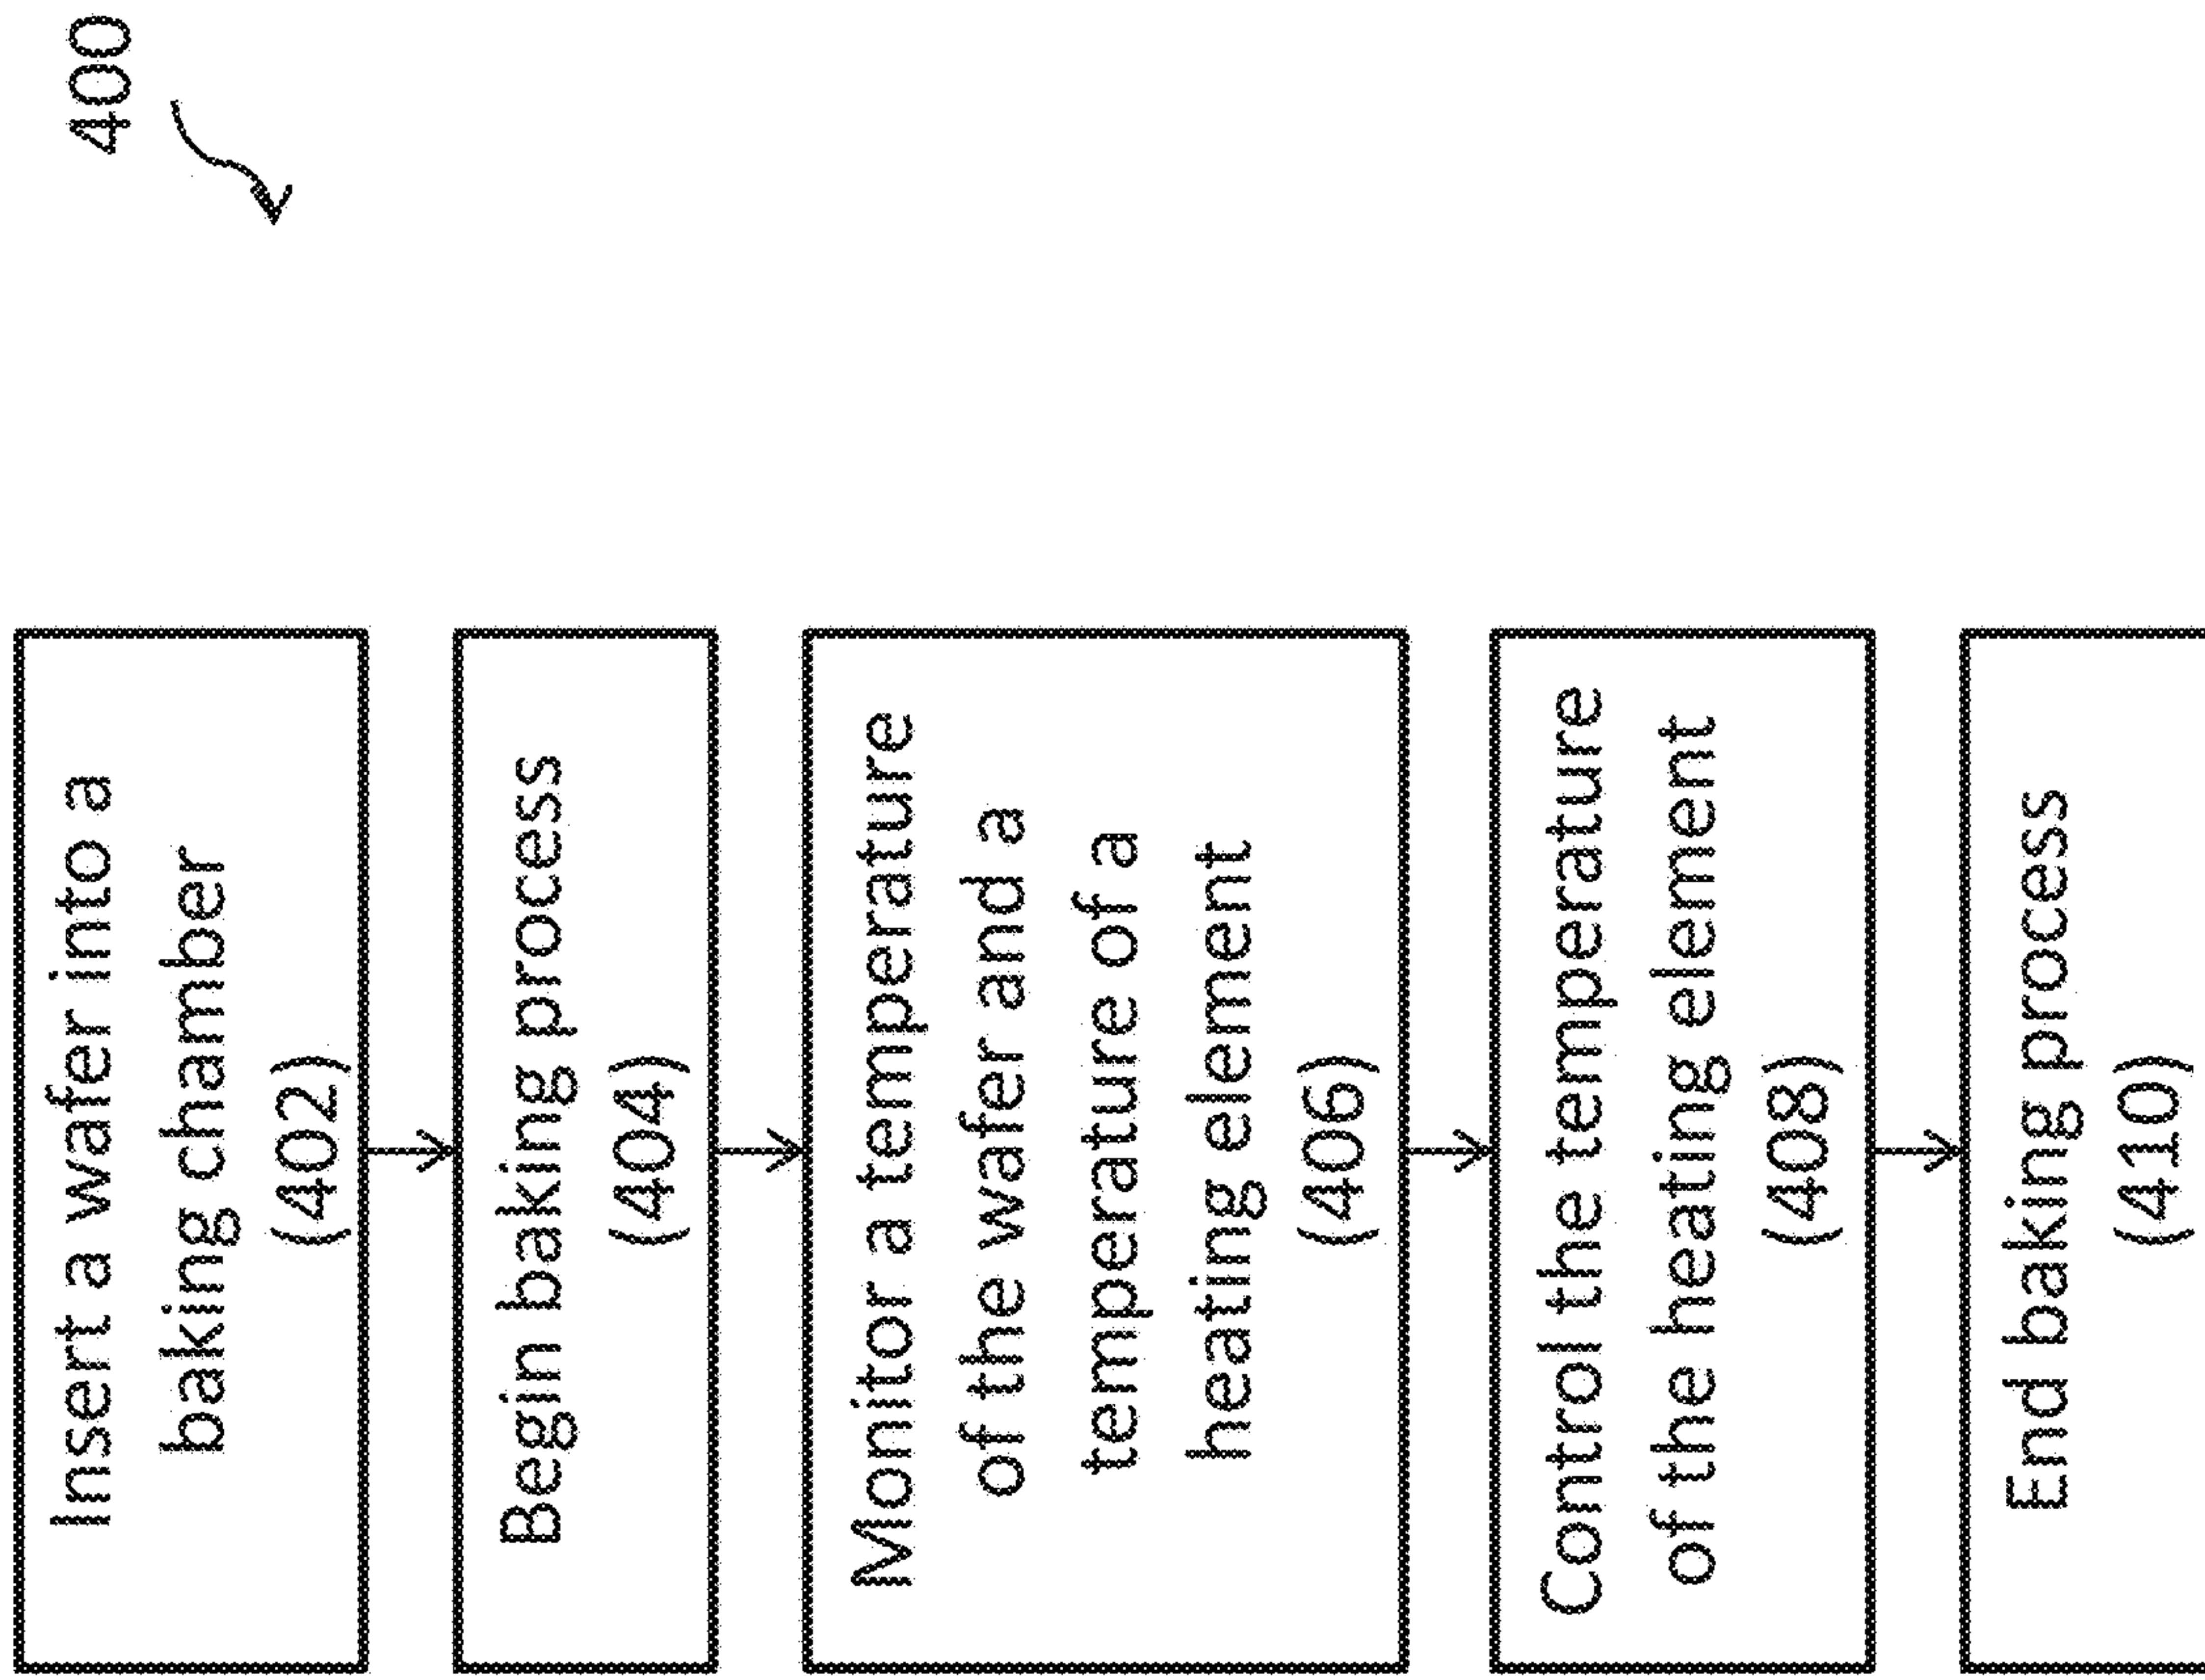 400
Insert a wafer into a
baking chamber
(402)
Begin baking process
(404)
Monitor a temperature
of the wafer and a
temperature of a
heating element
(406)
Control the temperature
of the heating element
(408)
End baking process
(410)